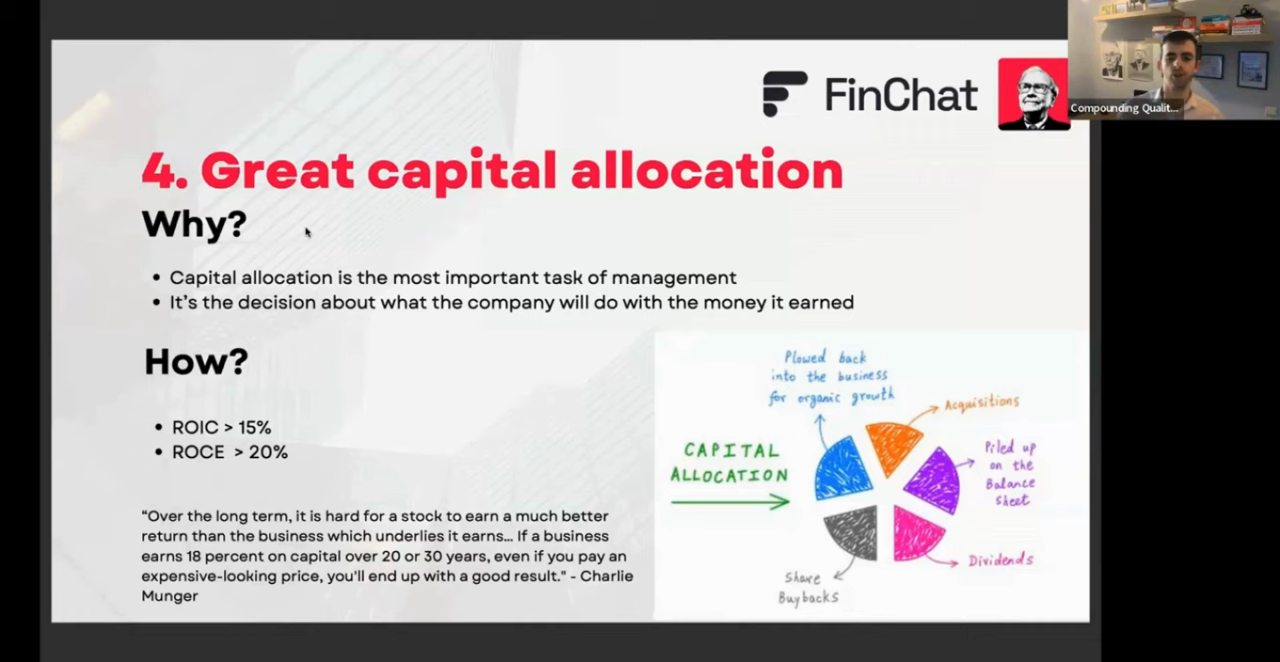 FinChat
Compounding Qualit...
4. Great capital allocation
Why?
• Capital allocation is the most important task of management
• It's the decision about what the company will do with the money it earned
How?
• ROIC > 15%
• ROCE > 20%
"Over the long term, it is hard for a stock to earn a much better
return than the business which underlies it earns... If a business
earns 18 percent on capital over 20 or 30 years, even if you pay an
expensive-looking price, you'll end up with a good result." - Charlie
Munger
CAPITAL
ALLOCATION
Plowed back
into the business
for organic growth
Acquisitions
Piled up
on the
Balance
Sheet
Dividends
Share
Buybacks